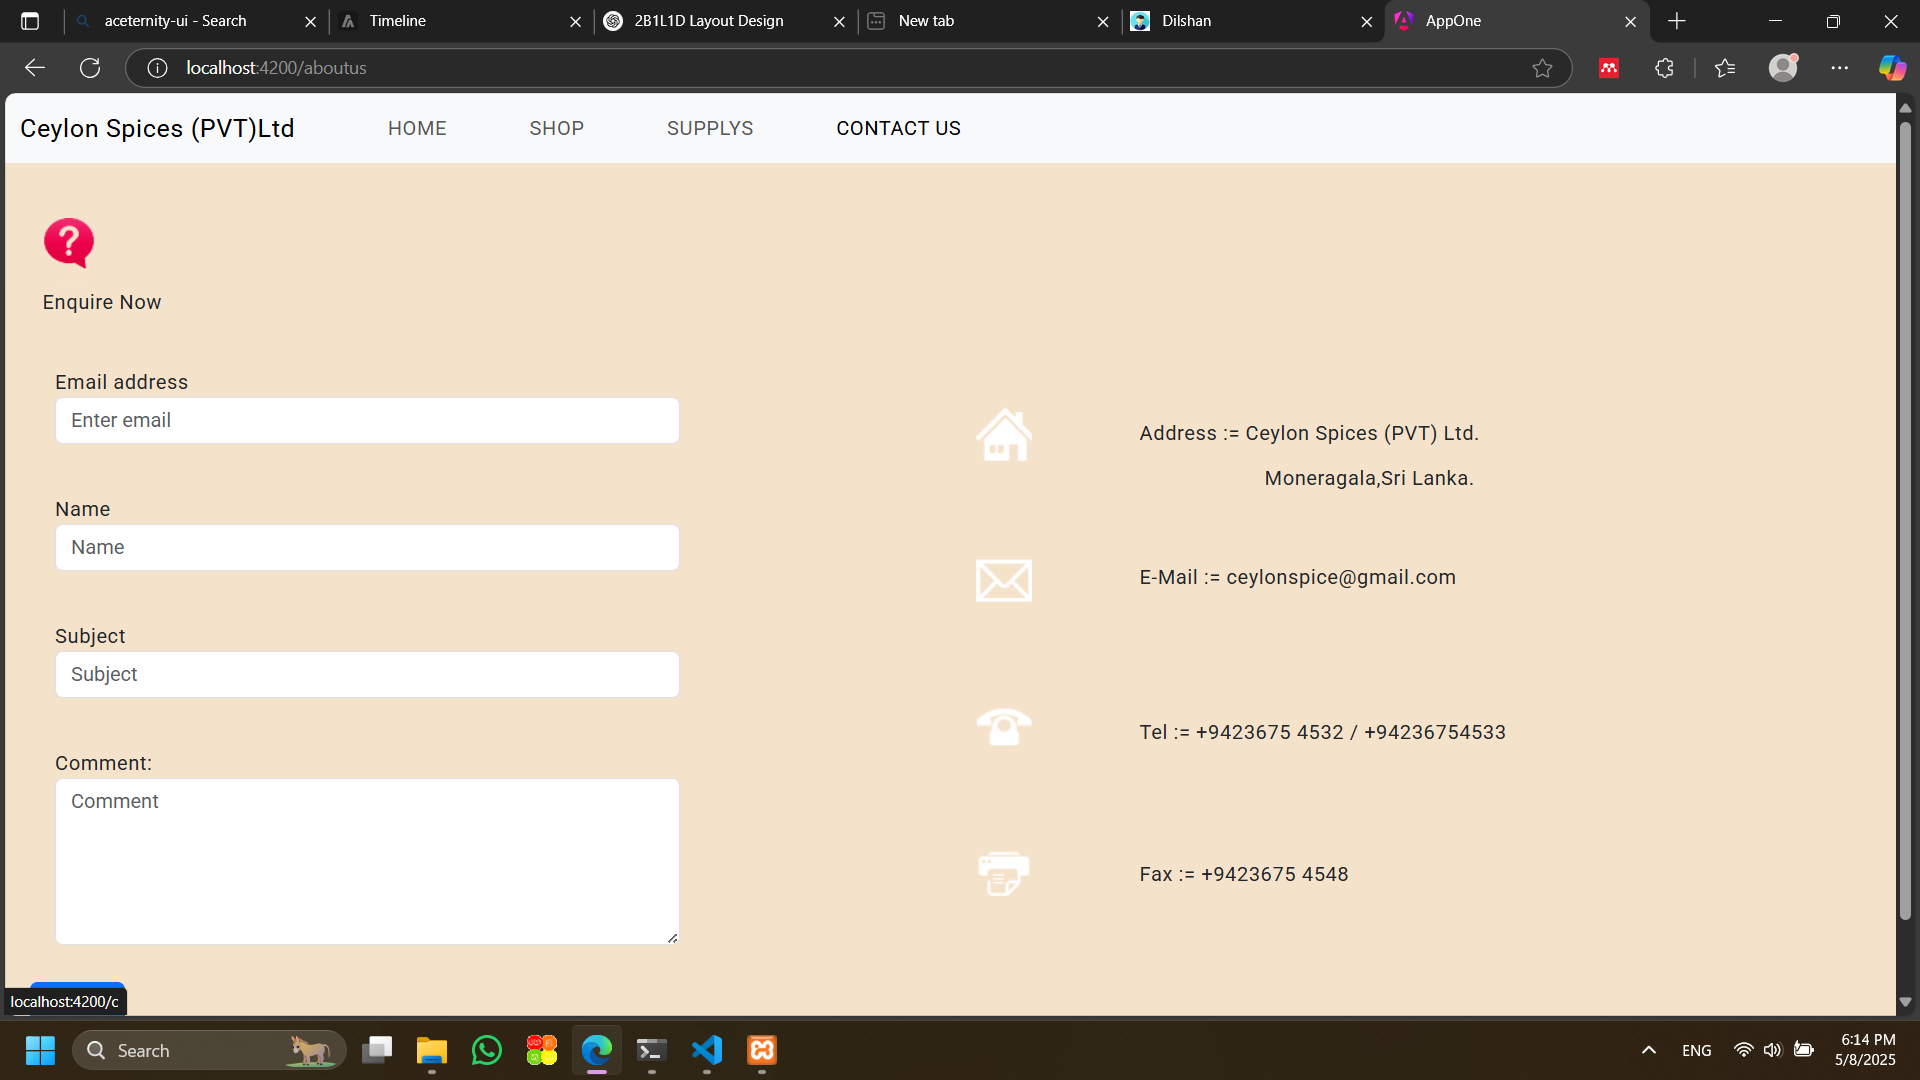 aceternity-ui - Search
Timeline
2B1L1D Layout Design
New tab
Dilshan
AppOne
localhost:4200/aboutus
Ceylon Spices (PVT)Ltd HOME SHOP SUPPLYS CONTACT US
?
Enquire Now
Email address
Enter email
Name
Name
Subject
Subject
Comment:
Comment
Address := Ceylon Spices (PVT) Ltd.
Moneragala,Sri Lanka.
E-Mail := ceylonspice@gmail.com
Tel := +9423675 4532 / +94236754533
Fax := +9423675 4548
localhost:4200/c
Search
ENG
6:14 PM
5/8/2025